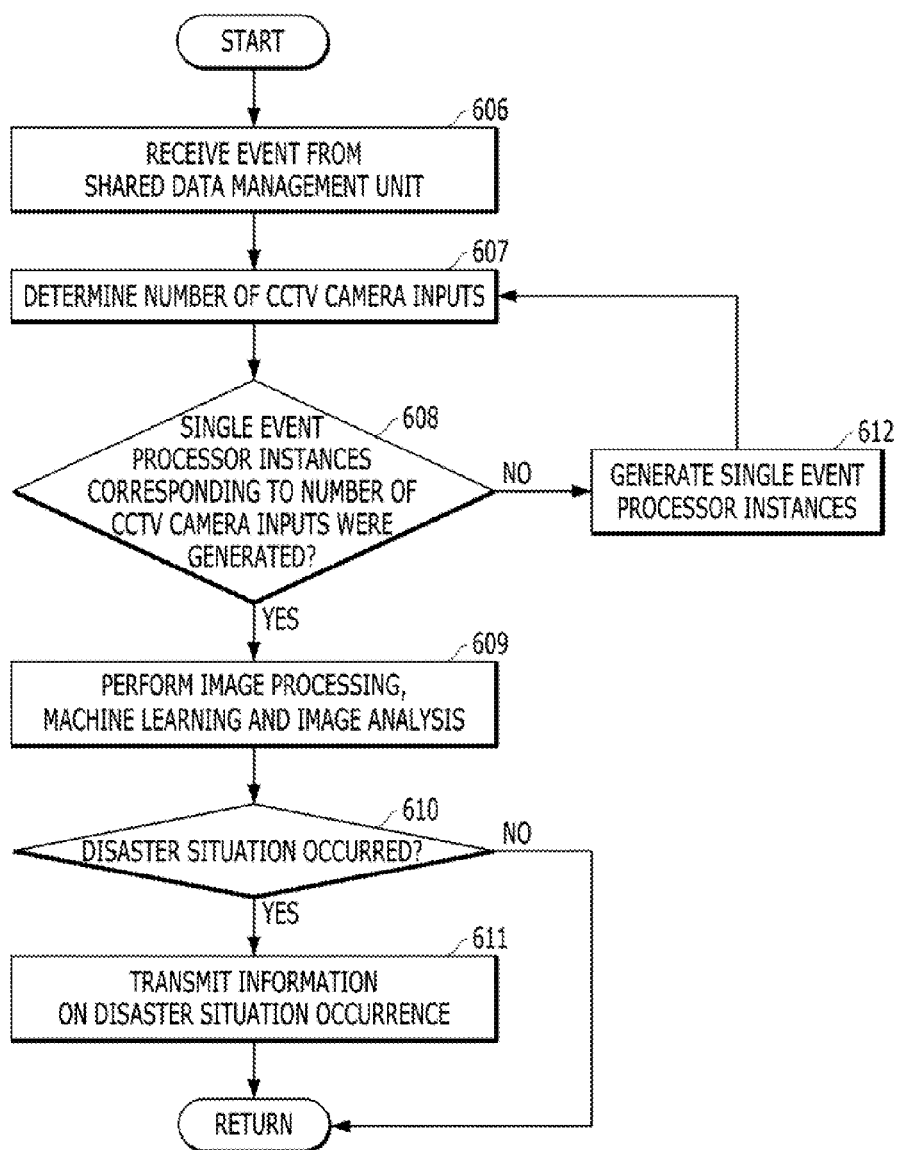 START
606
RECEIVE EVENT FROM
SHARED DATA MANAGEMENT UNIT
607
DETERMINE NUMBER OF CCTV CAMERA INPUTS
608
SINGLE EVENT
PROCESSOR INSTANCES
CORRESPONDING TO NUMBER OF
CCTV CAMERA INPUTS WERE
GENERATED?
NO
612
GENERATE SINGLE EVENT
PROCESSOR INSTANCES
YES
609
PERFORM IMAGE PROCESSING,
MACHINE LEARNING AND IMAGE ANALYSIS
610
DISASTER SITUATION OCCURRED?
NO
YES
611
TRANSMIT INFORMATION
ON DISASTER SITUATION OCCURRENCE
RETURN